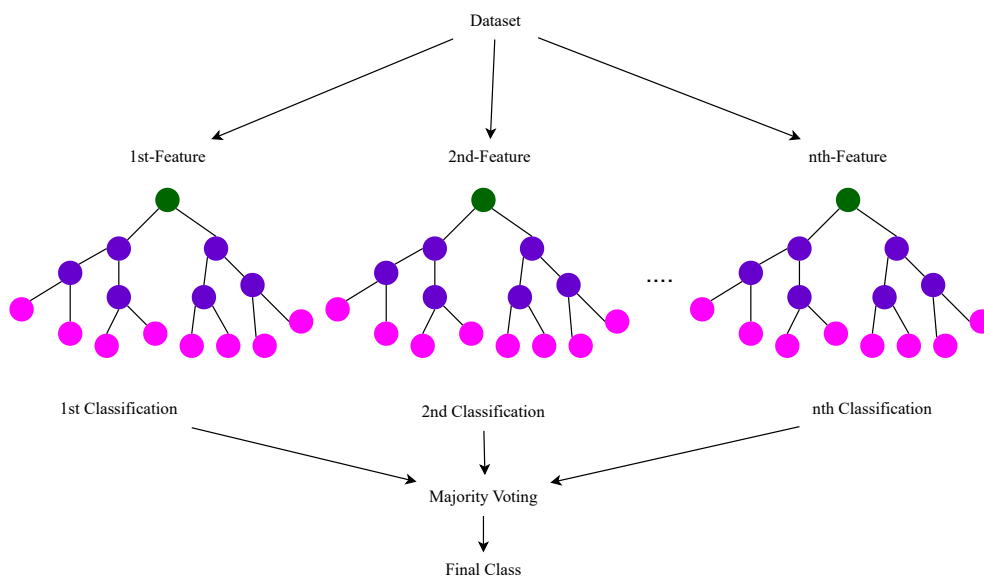 Dataset
1st-Feature
2nd-Feature
nth-Feature
....
1st Classification
2nd Classification
nth Classification
Majority Voting
Final Class